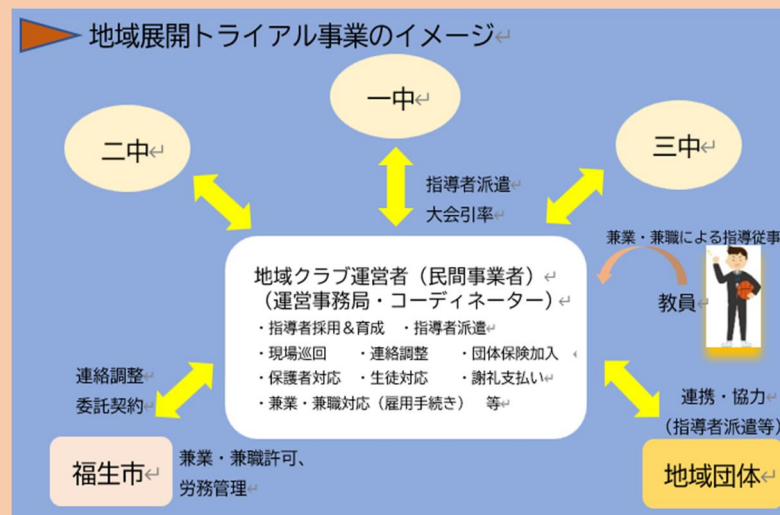 地域展開トライアル事業のイメージ
一中
二中
三中
指導者派遣
大会引率
兼業・兼職による指導従事
教員
地域クラブ運営者（民間事業者）
（運営事務局・コーディネーター）
・指導者採用＆育成　・指導者派遣
・現場巡回　・連絡調整　・団体保険加入
・保護者対応　・生徒対応　・謝礼支払い
・兼業・兼職対応（雇用手続き）　等
連絡調整
委託契約
連携・協力
（指導者派遣等）
福生市
兼業・兼職許可、
労務管理
地域団体